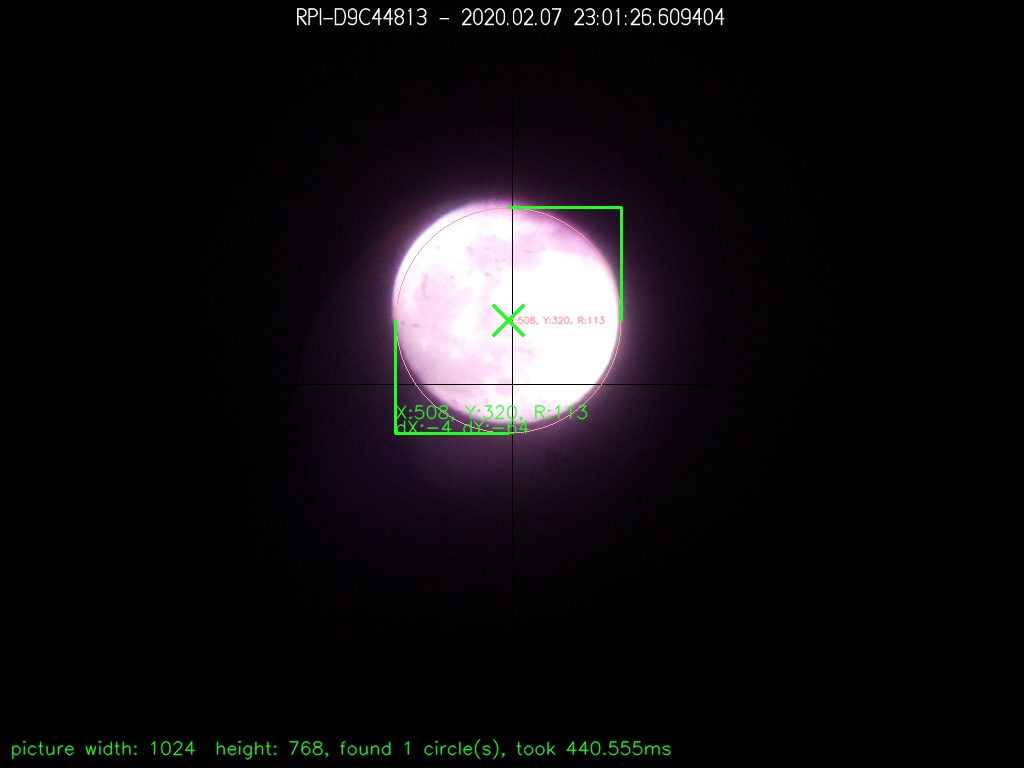 RPI-D9C44813 - 2020.02.07 23:01:26.609404
:508, Y:320, R:113
X:508, Y:320, R:113
dX:-4 dY:-64
picture width: 1024 height: 768, found 1 circle(s), took 440.555ms